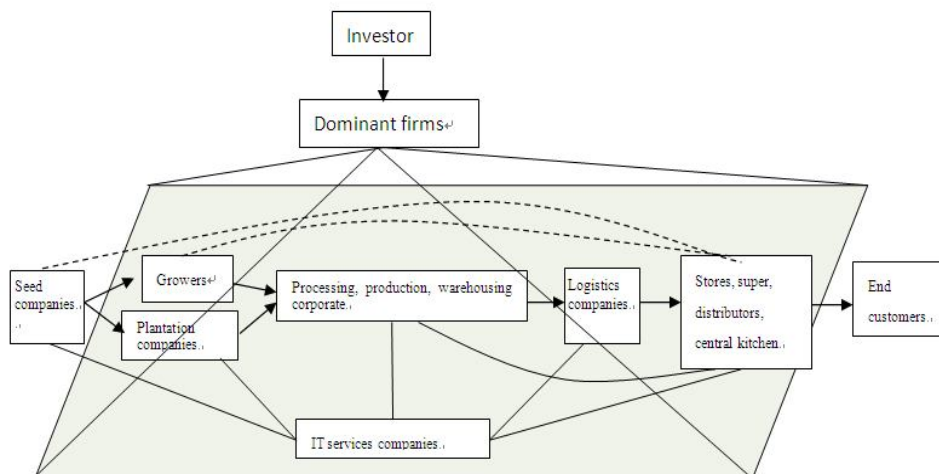 Investor
Dominant firms
Seed
companies.
Growers
Plantation
companies.
Processing, production, warehousing
corporate.
Logistics
companies.
Stores, super,
distributors,
central kitchen.
End
customers.
IT services companies.